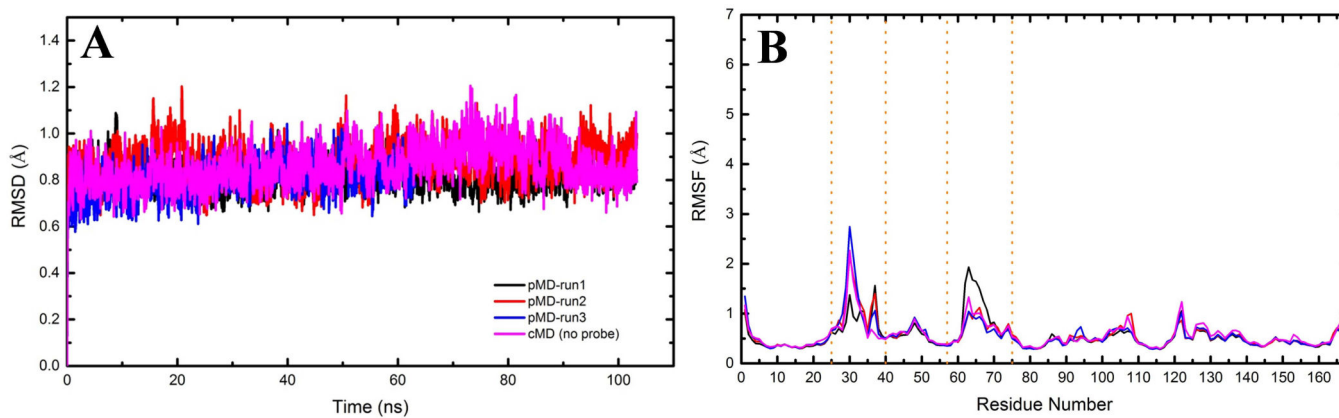 A
RMSD (Å)
1.4
1.2
1.0
0.8
0.6
0.4
0.2
0.0
0 20 40 60 80 100
Time (ns)
pMD-run1
pMD-run2
pMD-run3
cMD (no probe)
B
RMSF (Å)
7
6
5
4
3
2
1
0
0 10 20 30 40 50 60 70 80 90 100 110 120 130 140 150 160
Residue Number